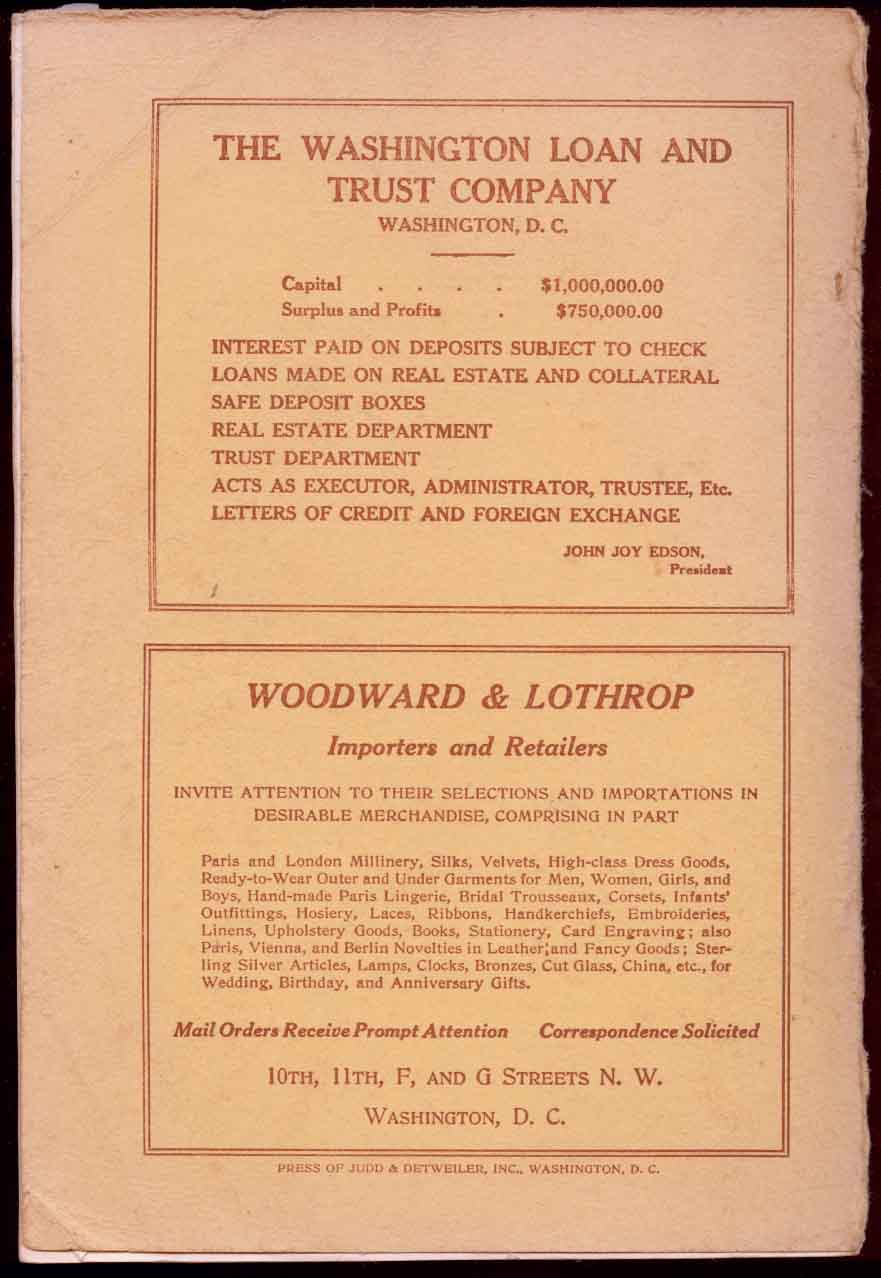 THE WASHINGTON LOAN AND
TRUST COMPANY
WASHINGTON, D. C.
Capital . . . . $1,000,000.00
Surplus and Profits . $750,000.00
INTEREST PAID ON DEPOSITS SUBJECT TO CHECK
LOANS MADE ON REAL ESTATE AND COLLATERAL
SAFE DEPOSIT BOXES
REAL ESTATE DEPARTMENT
TRUST DEPARTMENT
ACTS AS EXECUTOR, ADMINISTRATOR, TRUSTEE, Etc.
LETTERS OF CREDIT AND FOREIGN EXCHANGE
JOHN JOY EDSON,
President
WOODWARD & LOTHROP
Importers and Retailers
INVITE ATTENTION TO THEIR SELECTIONS AND IMPORTATIONS IN
DESIRABLE MERCHANDISE, COMPRISING IN PART
Paris and London Millinery, Silks, Velvets, High-class Dress Goods,
Ready-to-Wear Outer and Under Garments for Men, Women, Girls, and
Boys, Hand-made Paris Lingerie, Bridal Trousseaux, Corsets, Infants'
Outfittings, Hosiery, Laces, Ribbons, Handkerchiefs, Embroideries,
Linens, Upholstery Goods, Books, Stationery, Card Engraving; also
Paris, Vienna, and Berlin Novelties in Leather and Fancy Goods; Ster-
ling Silver Articles, Lamps, Clocks, Bronzes, Cut Glass, China, etc., for
Wedding, Birthday, and Anniversary Gifts.
Mail Orders Receive Prompt Attention Correspondence Solicited
10TH, 11TH, F, AND G STREETS N. W.
WASHINGTON, D. C.
PRESS OF JUDD & DETWEILER, INC., WASHINGTON, D. C.